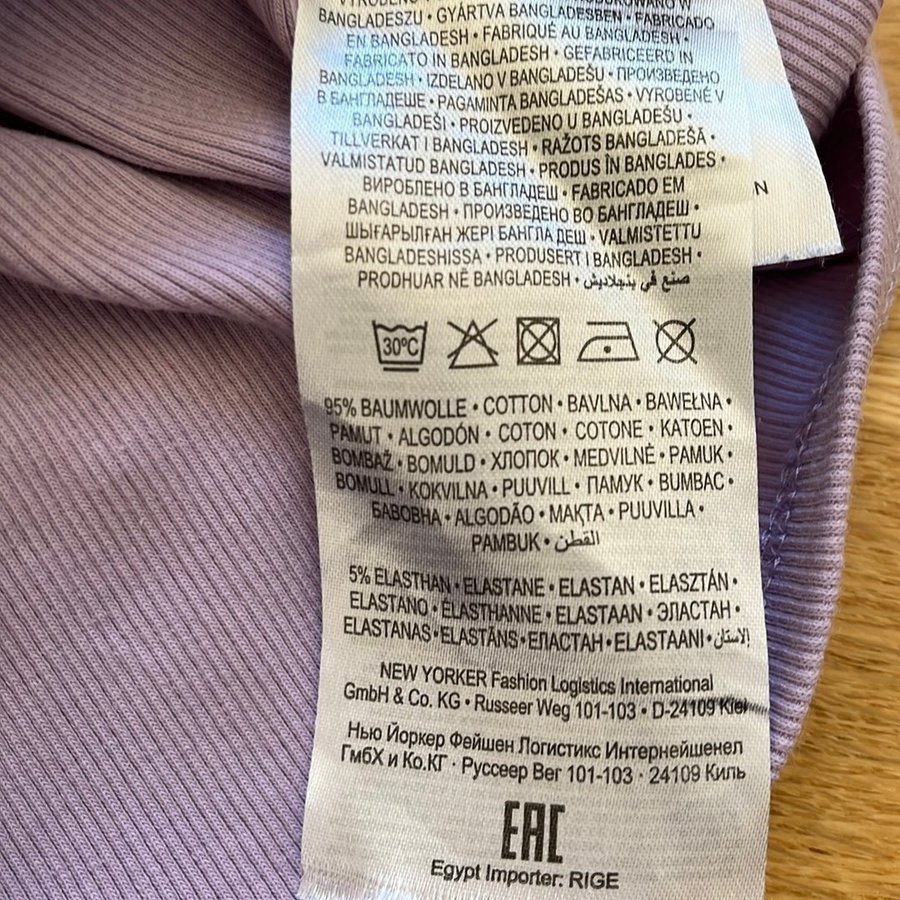 BANGLADESZU • GYÁRTVA BANGLADESBEN • FABRICADO
EN BANGLADESH • FABRIQUÉ AU BANGLADESH •
FABRICATO IN BANGLADESH • GEFABRICEERD IN
BANGLADESH • IZDELANO V BANGLADEŠU • ПРОИЗВЕДЕНО
В БАНГЛАДЕШЕ • PAGAMINTA BANGLADEŠAS • VYROBENÉ V
BANGLADEŠI • PROIZVEDENO U BANGLADEŠU •
TILLVERKAT I BANGLADESH • RAŽOTS BANGLADEŠĀ •
VALMISTATUD BANGLADESH • PRODUS ÎN BANGLADES •
ВИРОБЛЕНО В БАНГЛАДЕШ • FABRICADO EM
BANGLADESH • ПРОИЗВЕДЕНО ВО БАНГЛАДЕШ •
ШЫҒАРЫЛҒАН ЖЕРІ БАНГЛА ДЕШ • VALMISTETTU
BANGLADESHISSA • PRODUSERT I BANGLADESH •
PRODHUAR NË BANGLADESH • صنع في بنجلاديش
N
30°C
95% BAUMWOLLE • COTTON • BAVLNA • BAWEŁNA •
PAMUT • ALGODÓN • COTON • COTONE • KATOEN •
BOMBAŽ • BOMULD • ХЛОПОК • MEDVILNĖ • PAMUK •
BOMULL • KOKVILNA • PUUVILL • ПАМУК • BUMBAC •
БАВОВНА • ALGODÃO • МАҚТА • PUUVILLA •
PAMBUK • القطن
5% ELASTHAN • ELASTANE • ELASTAN • ELASZTÁN •
ELASTANO • ÉLASTHANNE • ELASTAAN • ЭЛАСТАН •
ELASTANAS • ELASTĀNS • ЕЛАСТАН • ELASTAANI • الاستان
NEW YORKER Fashion Logistics International
GmbH & Co. KG • Russeer Weg 101-103 • D-24109 Kiel
Нью Йоркер Фейшен Логистикс Интернейшенел
ГмбХ и Ко.КГ · Руссеер Вег 101-103 · 24109 Киль
EAC
Egypt Importer: RIGE